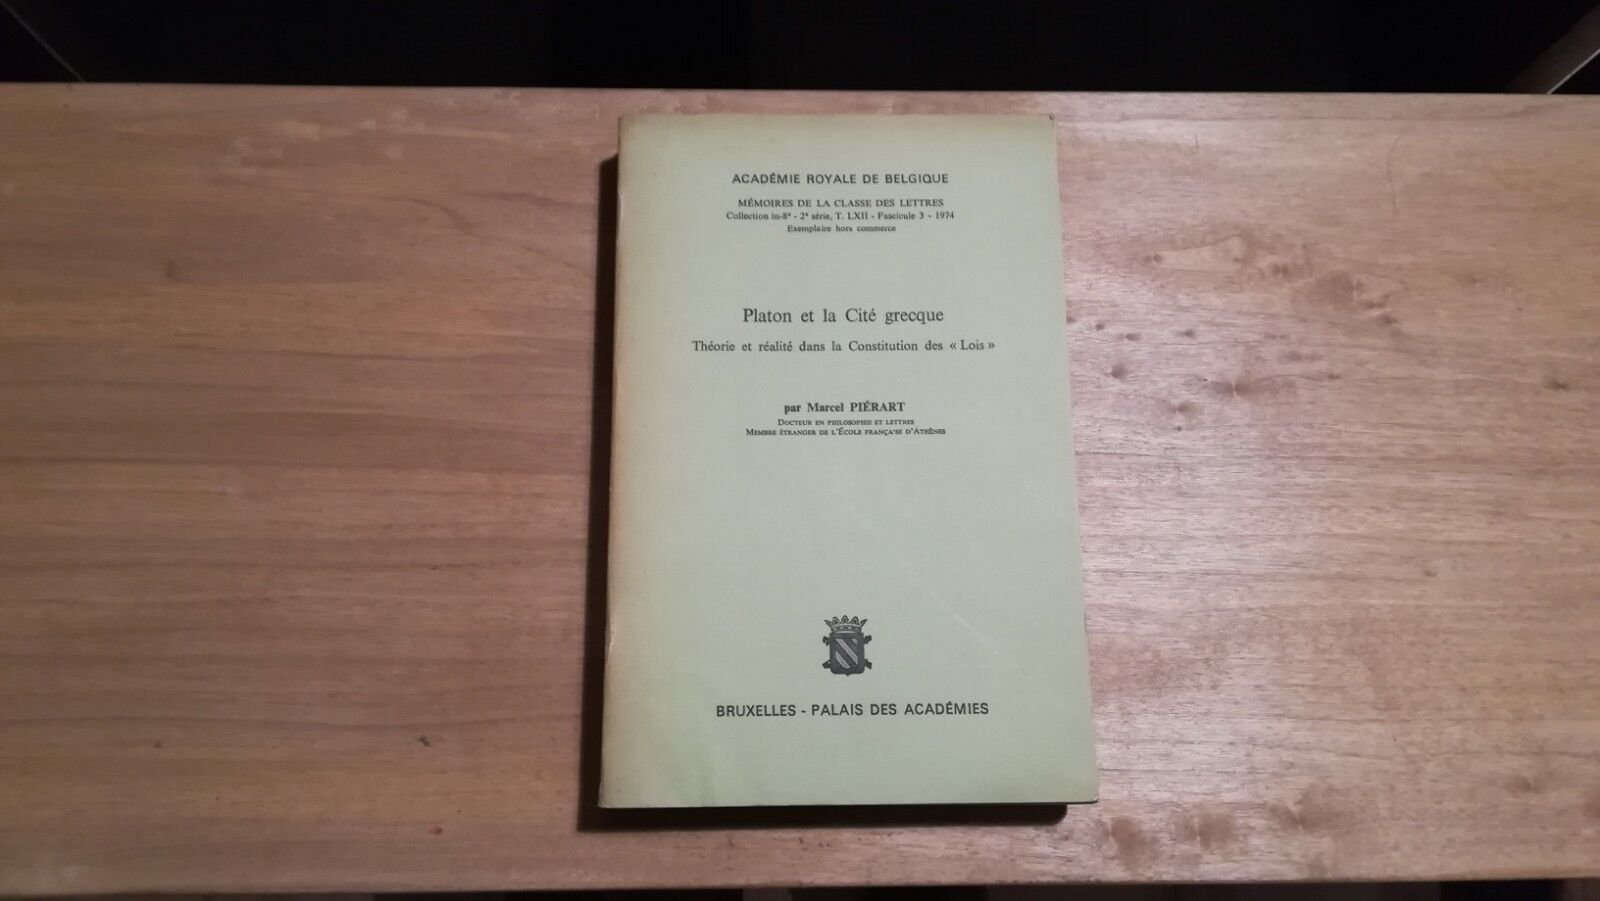 ACADÉMIE ROYALE DE BELGIQUE
MÉMOIRES DE LA CLASSE DES LETTRES
Collection in-8° - 2e série, T. LXII - Fascicule 3 - 1974
Exemplaire hors commerce
Platon et la Cité grecque
Théorie et réalité dans la Constitution des « Lois »
par Marcel PIÉRART
DOCTEUR EN PHILOSOPHIE ET LETTRES
MEMBRE ÉTRANGER DE L'ÉCOLE FRANÇAISE D'ATHÈNES
BRUXELLES - PALAIS DES ACADÉMIES